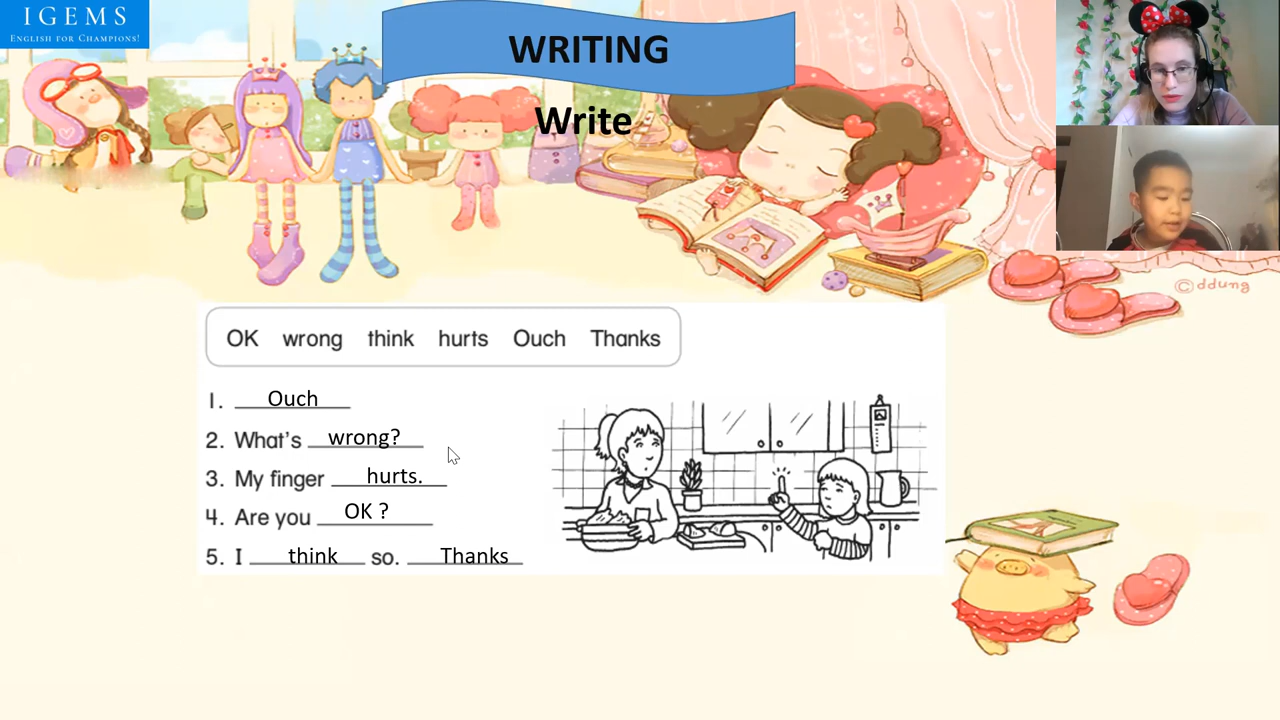 IGEMS
ENGLISH FOR CHAMPIONS!
WRITING
Write
©ddung
OK wrong think hurts Ouch Thanks
1. Ouch
2. What's wrong?
3. My finger hurts.
4. Are you OK ?
5. I think so. Thanks